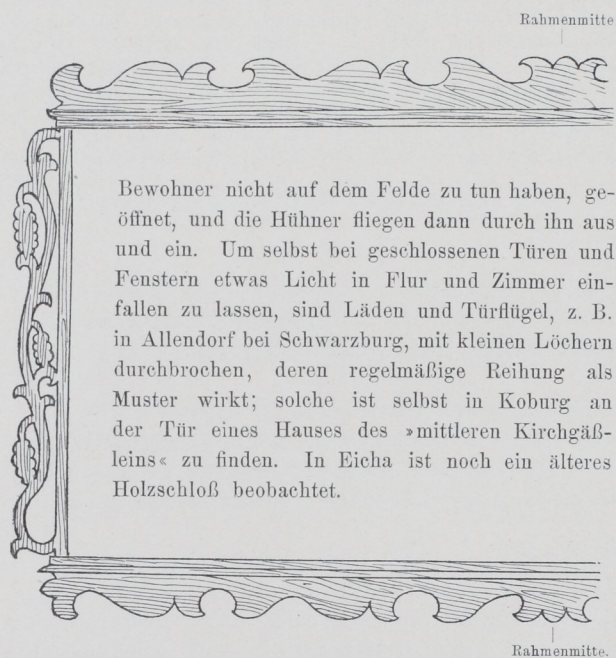 Rahmenmitte
Bewohner nicht auf dem Felde zu tun haben, ge-
öffnet, und die Hühner fliegen dann durch ihn aus
und ein. Um selbst bei geschlossenen Türen und
Fenstern etwas Licht in Flur und Zimmer ein-
fallen zu lassen, sind Läden und Türflügel, z. B.
in Allendorf bei Schwarzburg, mit kleinen Löchern
durchbrochen, deren regelmäßige Reihung als
Muster wirkt; solche ist selbst in Koburg an
der Tür eines Hauses des »mittleren Kirchgäß-
leins« zu finden. In Eicha ist noch ein älteres
Holzschloß beobachtet.
Rahmenmitte.